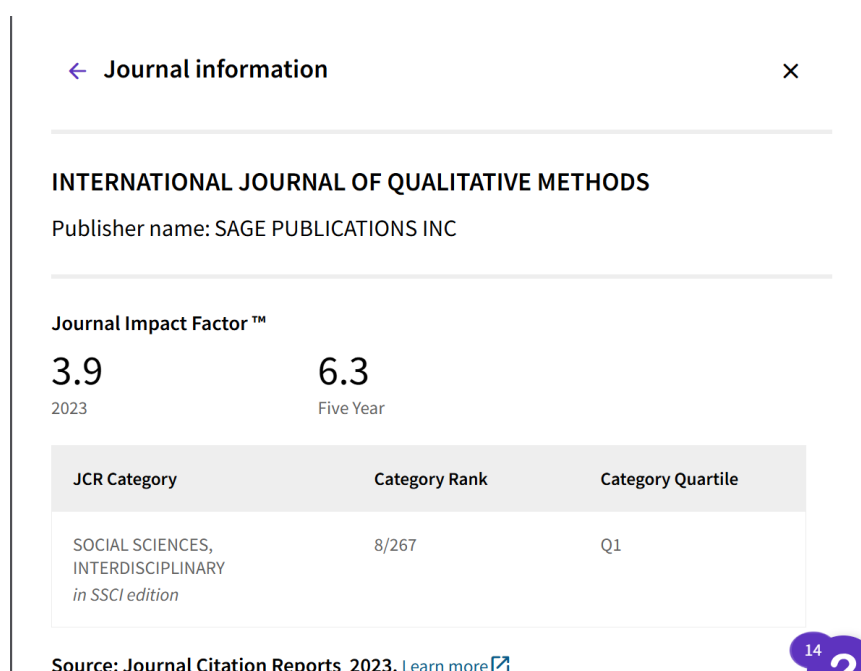 Journal information
INTERNATIONAL JOURNAL OF QUALITATIVE METHODS
Publisher name: SAGE PUBLICATIONS INC
Journal Impact Factor ™
3.9 6.3
2023 Five Year
JCR Category Category Rank Category Quartile
SOCIAL SCIENCES, 8/267 Q1
INTERDISCIPLINARY
in SSCI edition
Source: Journal Citation Reports 2023. Learn more
14
?